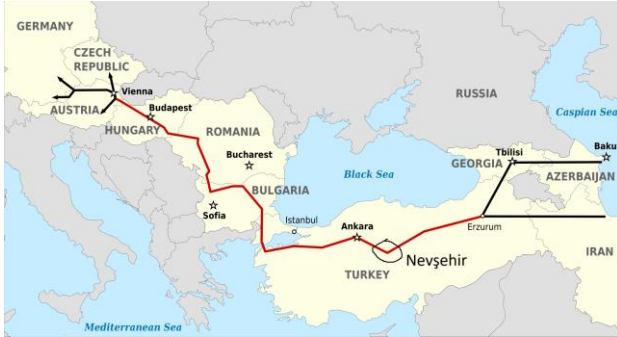 GERMANY
CZECH
REPUBLIC
Vienna
AUSTRIA
Budapest
HUNGARY
ROMANIA
Bucharest
BULGARIA
Sofia
Istanbul
Black Sea
RUSSIA
Caspian Sea
Tbilisi
GEORGIA
Baku
AZERBAIJAN
Ankara
Erzurum
IRAN
Nevşehir
TURKEY
Mediterranean Sea